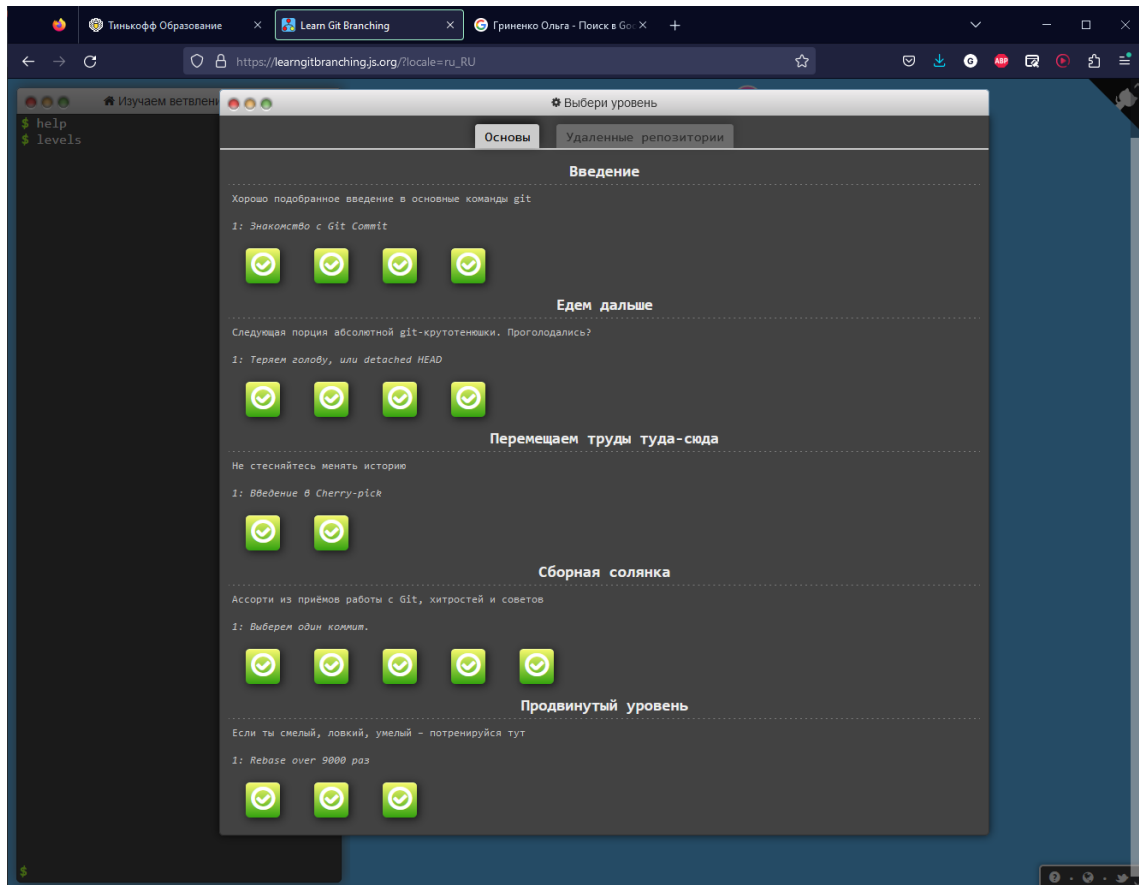 Тинькофф Образование
Learn Git Branching
Гриненко Ольга - Поиск в Goo
https://learngitbranching.js.org/?locale=ru_RU
ABP
Изучаем ветвлен
$ help
$ levels
$
Выбери уровень
Основы
Удаленные репозитории
Введение
Хорошо подобранное введение в основные команды git
1: Знакомство с Git Commit
Едем дальше
Следующая порция абсолютной git-крутотенюшки. Проголодались?
1: Теряем голову, или detached HEAD
Перемещаем труды туда-сюда
Не стесняйтесь менять историю
1: Введение в Cherry-pick
Сборная солянка
Ассорти из приёмов работы с Git, хитростей и советов
1: Выберем один коммит.
Продвинутый уровень
Если ты смелый, ловкий, умелый – потренируйся тут
1: Rebase over 9000 раз